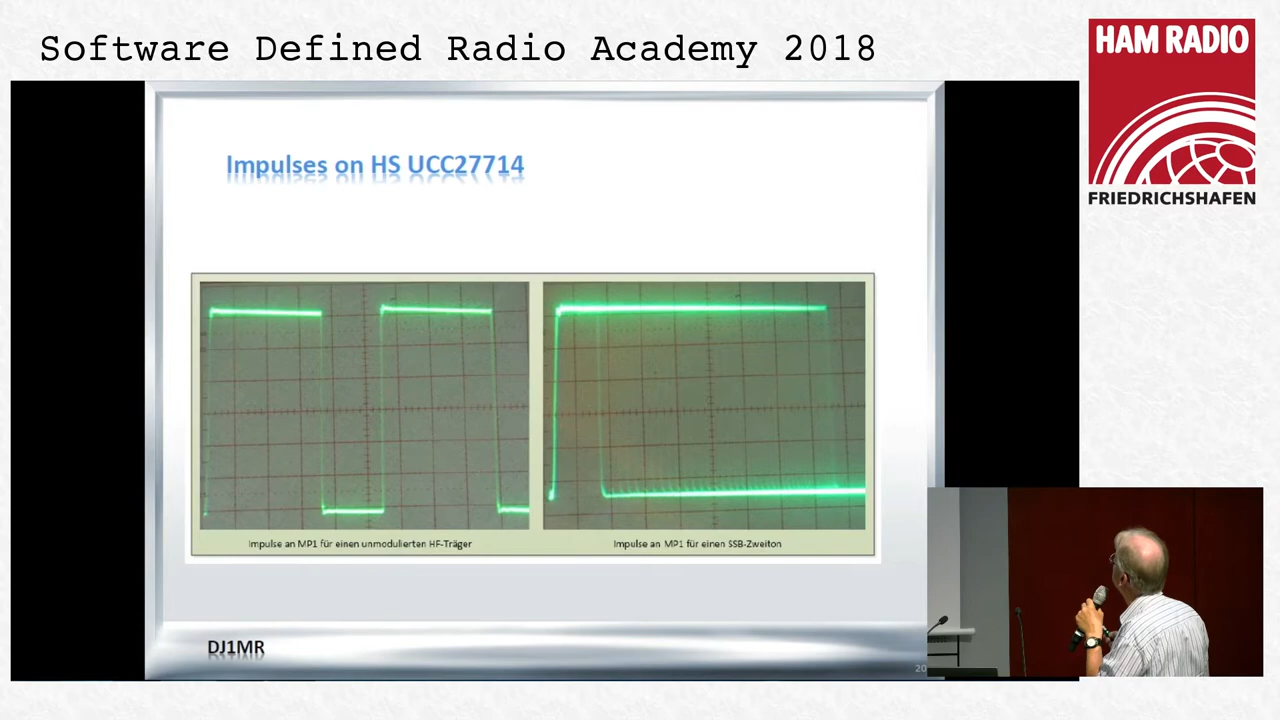 Software Defined Radio Academy 2018
HAM RADIO
FRIEDRICHSHAFEN
Impulses on HS UCC27714
Impulse an MP1 für einen unmodulierten HF-Träger
Impulse an MP1 für einen SSB-Zweiton
DJ1MR
20